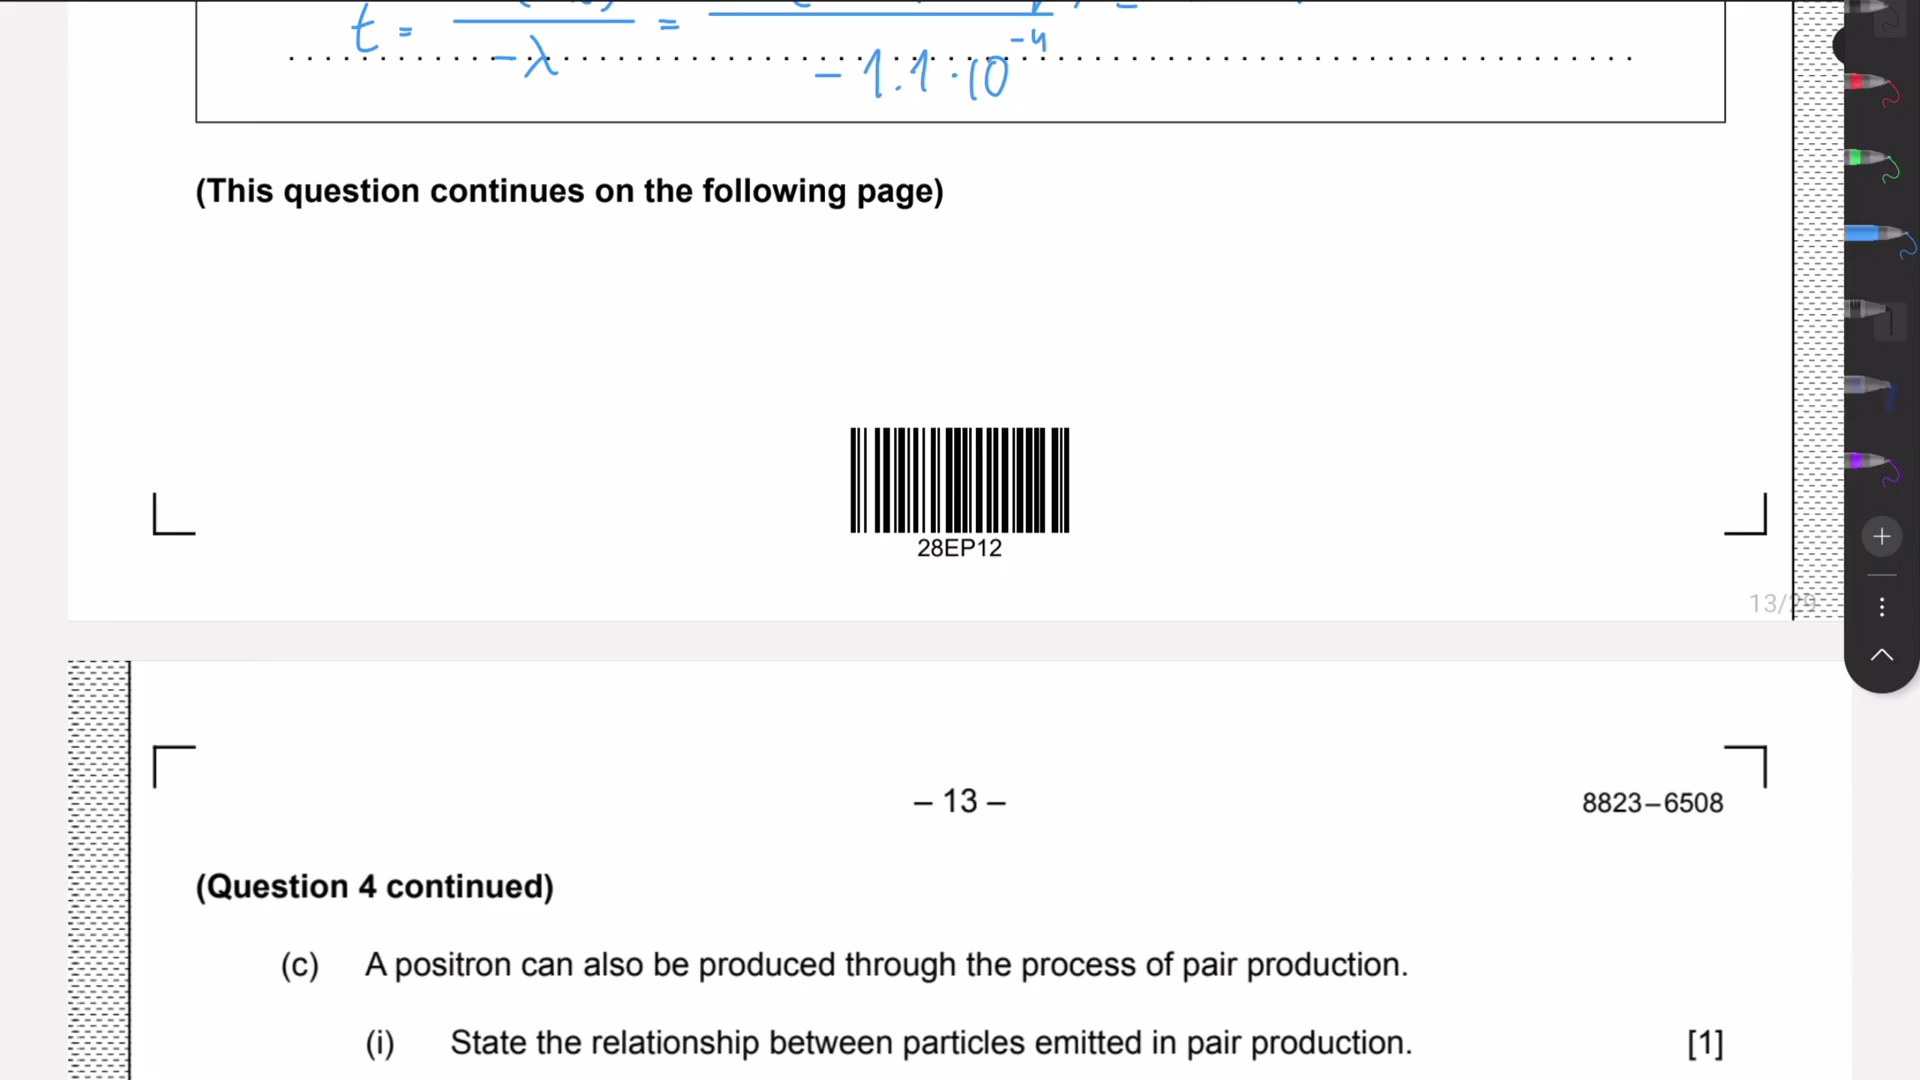 t = =
-λ
- 1.1 · 10⁻⁴
(This question continues on the following page)
28EP12
13/29
– 13 –
8823–6508
(Question 4 continued)
(c) A positron can also be produced through the process of pair production.
(i) State the relationship between particles emitted in pair production. [1]